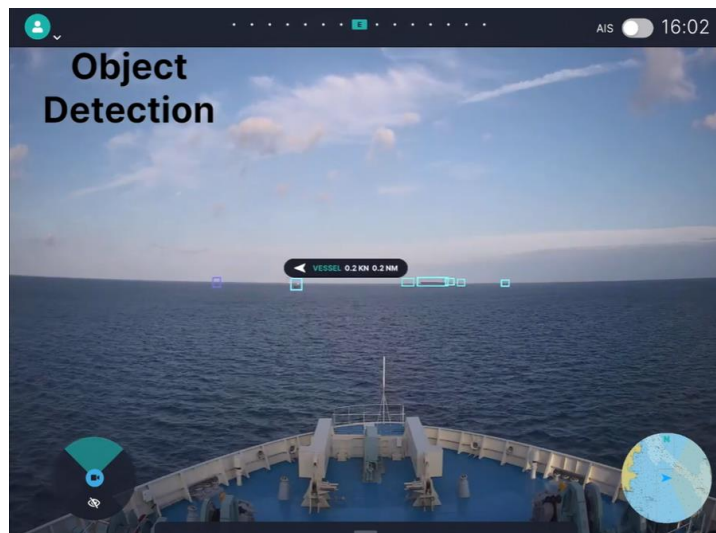 E
AIS 16:02
Object
Detection
VESSEL 0.2 KN 0.2 NM
N